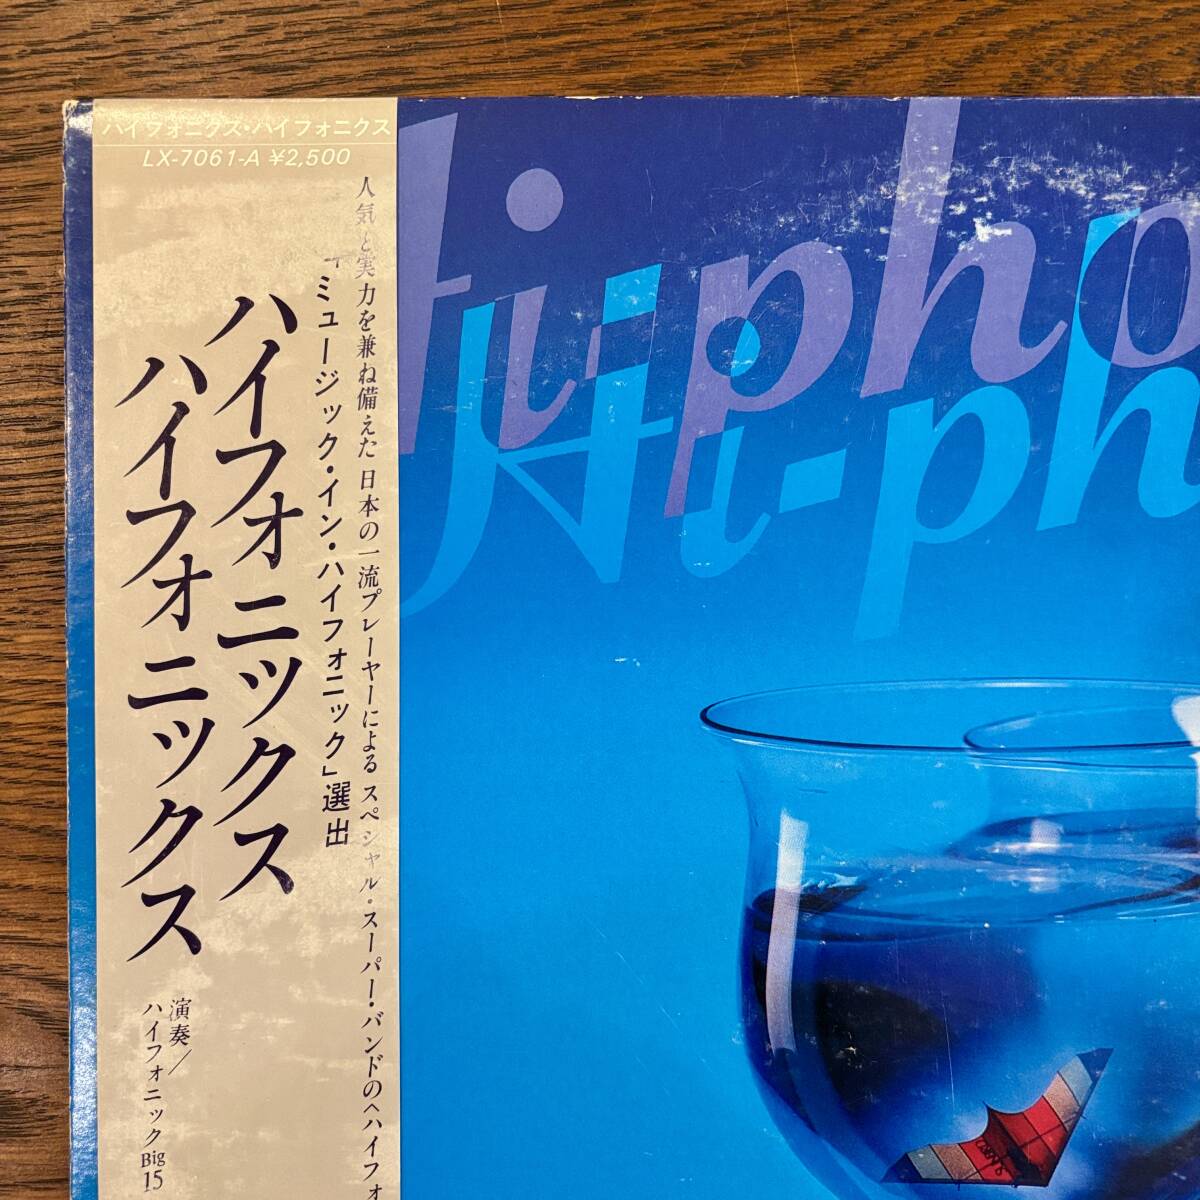 ハイフォニクス・ハイフォニクス
LX-7061-A ¥2,500
人気と実力を兼ね備えた 日本の一流プレーヤーによる スペシャル・スーパー・バンドのハイフォ
「ミュージック・イン・ハイフォニック」選出
ハイフォニックス
ハイフォニックス
演奏/
ハイフォニックBig15
Hi-pho
Hi-ph